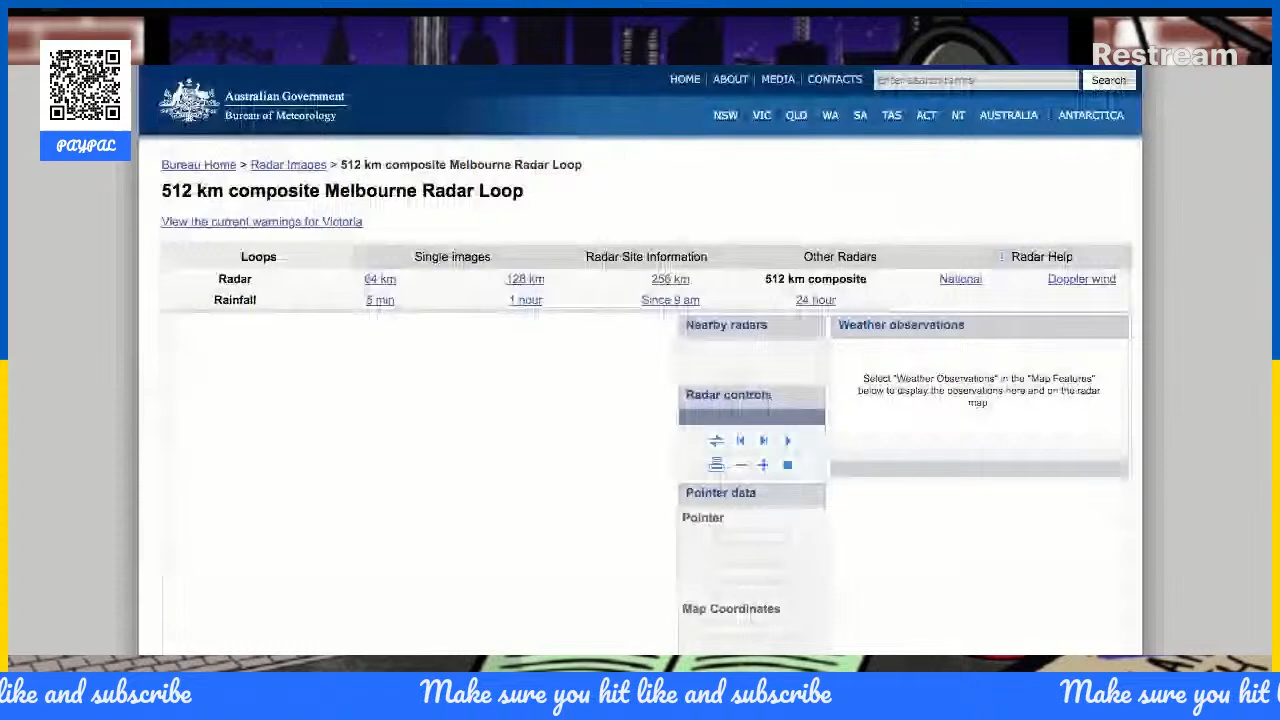 Restream
PAYPAL
Australian Government
Bureau of Meteorology
HOME | ABOUT | MEDIA | CONTACTS
Enter search terms
Search
NSW VIC QLD WA SA TAS ACT NT AUSTRALIA | ANTARCTICA
Bureau Home > Radar Images > 512 km composite Melbourne Radar Loop
512 km composite Melbourne Radar Loop
View the current warnings for Victoria
Loops Single images Radar Site Information Other Radars Radar Help
Radar 64 km 128 km 256 km 512 km composite National Doppler wind
Rainfall 5 min 1 hour Since 9 am 24 hour
Nearby radars
Weather observations
Select "Weather Observations" in the "Map Features"
below to display the observations here and on the radar
map
Radar controls
Pointer data
Pointer
Map Coordinates
like and subscribe Make sure you hit like and subscribe Make sure you hit